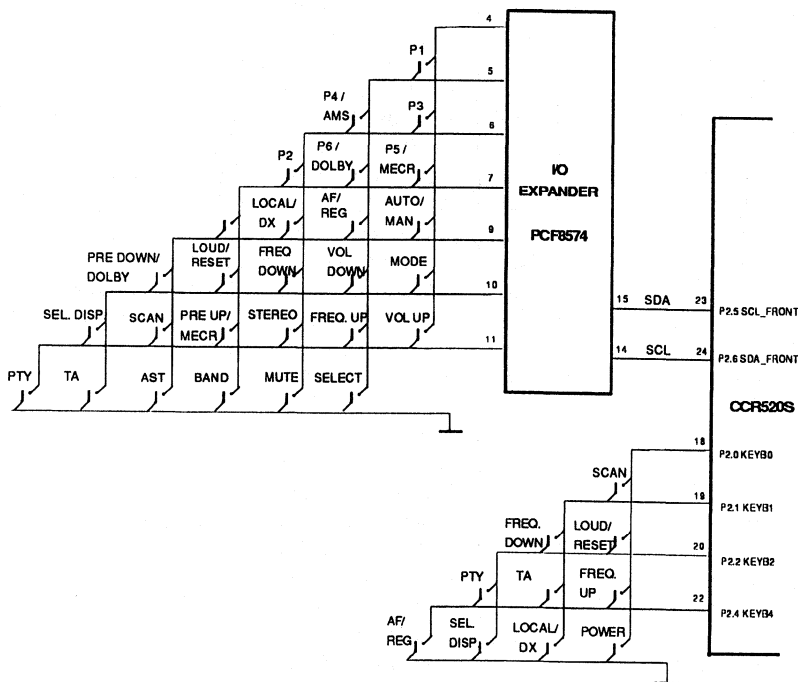 4
P1
5
P4 /
AMS
P3
6
P2
P6 /
DOLBY
P5 /
MECR
7
I/O
EXPANDER
PCF8574
LOCAL/
DX
AF/
REG
AUTO/
MAN
9
PRE DOWN/
DOLBY
LOUD/
RESET
FREQ
DOWN
VOL
DOWN
MODE
10
15 SDA 23
P2.5 SCL_FRONT
SEL. DISP
SCAN
PRE UP/
MECR
STEREO
FREQ. UP
VOL UP
11
14 SCL 24
P2.6 SDA_FRONT
PTY
TA
AST
BAND
MUTE
SELECT
CCR520S
18
P2.0 KEYB0
SCAN
19
P2.1 KEYB1
FREQ.
DOWN
LOUD/
RESET
20
P2.2 KEYB2
PTY
TA
FREQ.
UP
22
P2.4 KEYB4
AF/
REG
SEL.
DISP
LOCAL/
DX
POWER